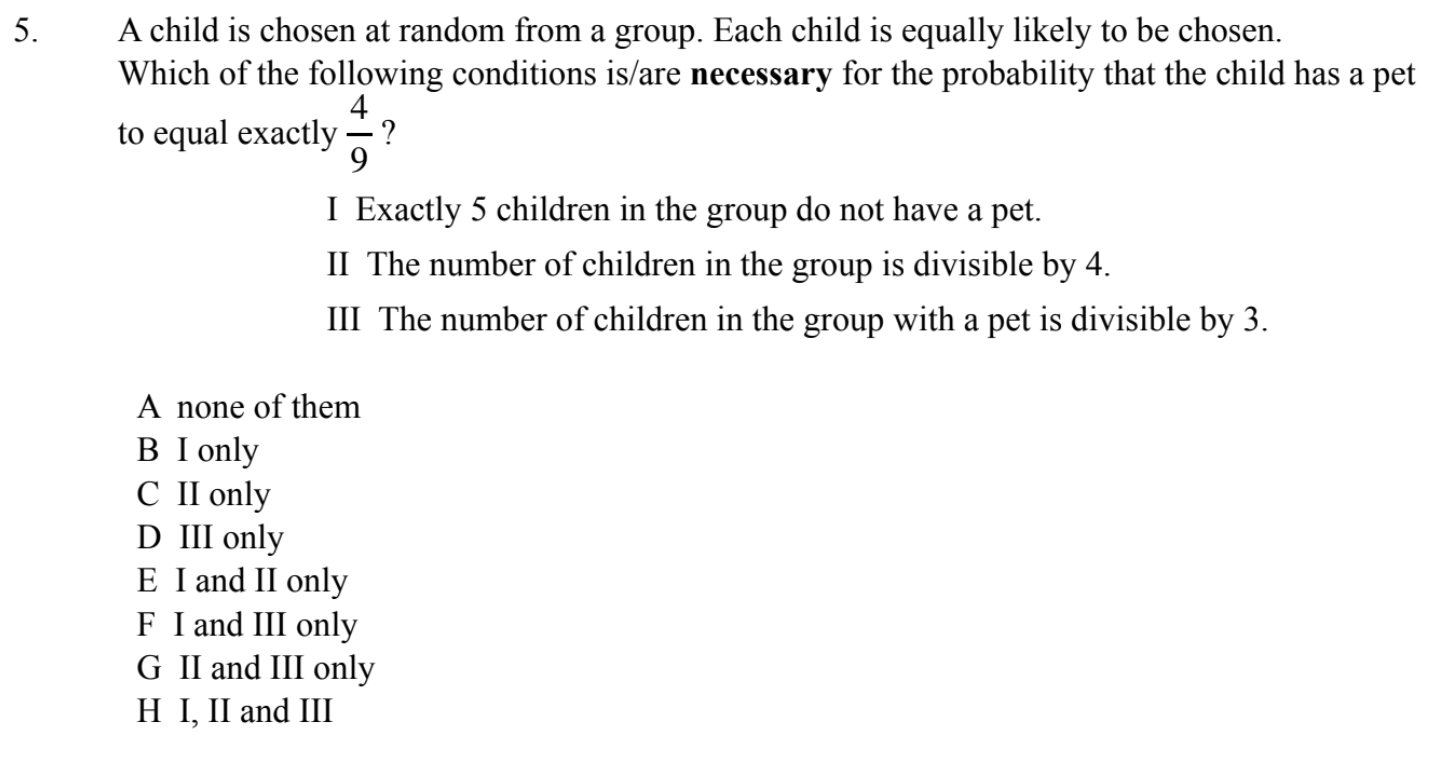 5. A child is chosen at random from a group. Each child is equally likely to be chosen.
Which of the following conditions is/are necessary for the probability that the child has a pet
to equal exactly 4/9 ?
I Exactly 5 children in the group do not have a pet.
II The number of children in the group is divisible by 4.
III The number of children in the group with a pet is divisible by 3.
A none of them
B I only
C II only
D III only
E I and II only
F I and III only
G II and III only
H I, II and III